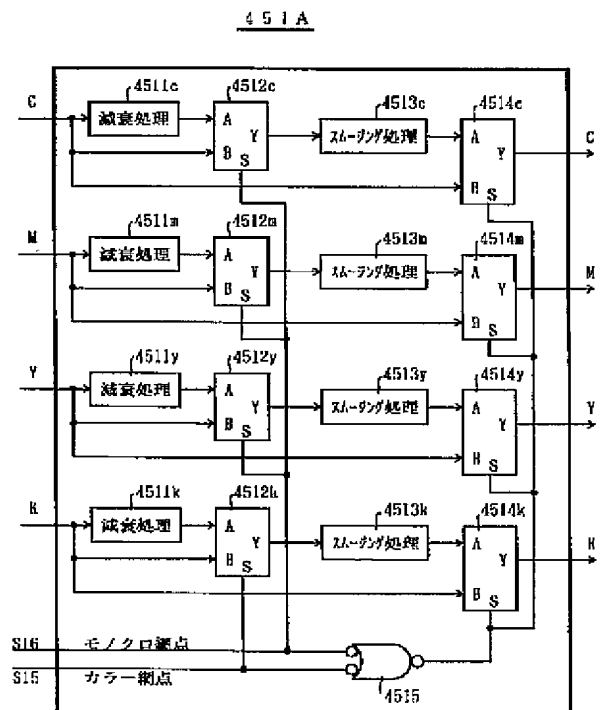 451A
4511c 4512c 4513c 4514c
C 減衰処理 A Y スムージング処理 A Y C
B S B S
4511m 4512m 4513m 4514m
M 減衰処理 A Y スムージング処理 A Y M
B S B S
4511y 4512y 4513y 4514y
Y 減衰処理 A Y スムージング処理 A Y Y
B S B S
4511k 4512k 4513k 4514k
K 減衰処理 A Y スムージング処理 A Y K
B S B S
S16 モノクロ網点
S15 カラー網点
4515